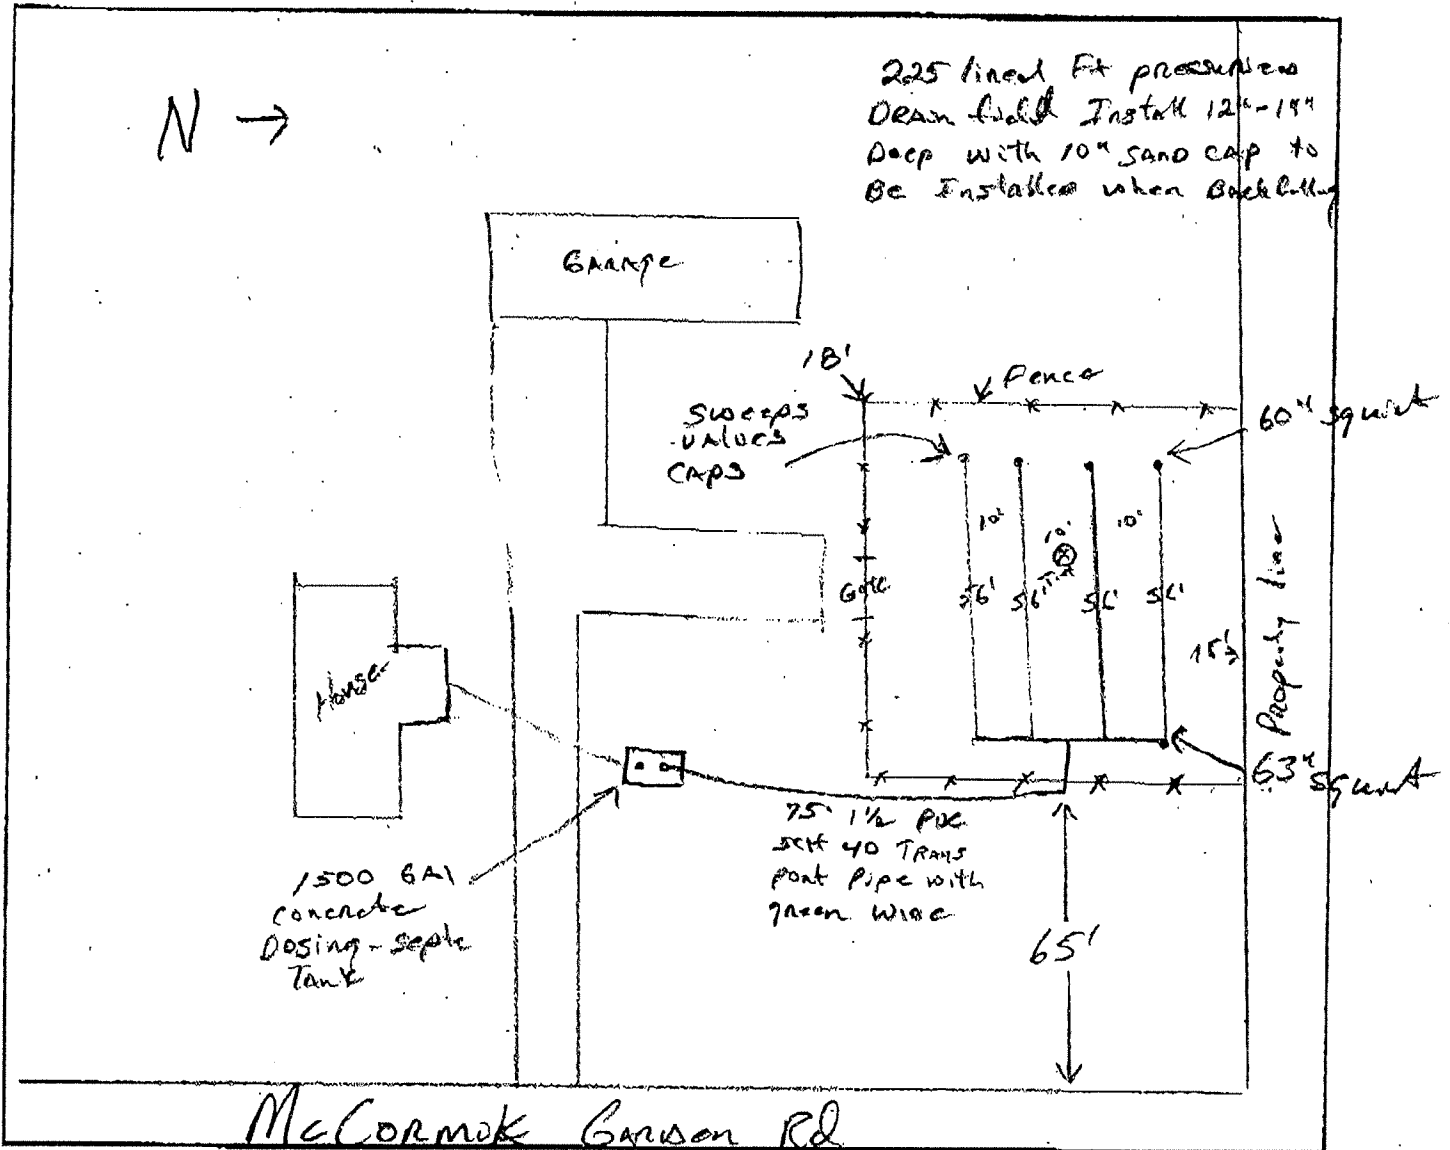 225 lineal Ft pressurized
Drain field Install 12"-14"
Deep with 10" sand cap to
Be Installed when Backfilling
N
Garage
18'
Fence
Sweeps
valves
caps
60" squirt
10'
10'
10'
Gate
56'
56'
56'
56'
15'
Property line
House
63" squirt
75' 1½ PVC
SCH 40 Trans
port pipe with
green wire
1500 GAl
concrete
Dosing-septic
Tank
65'
McCormick Garison Rd